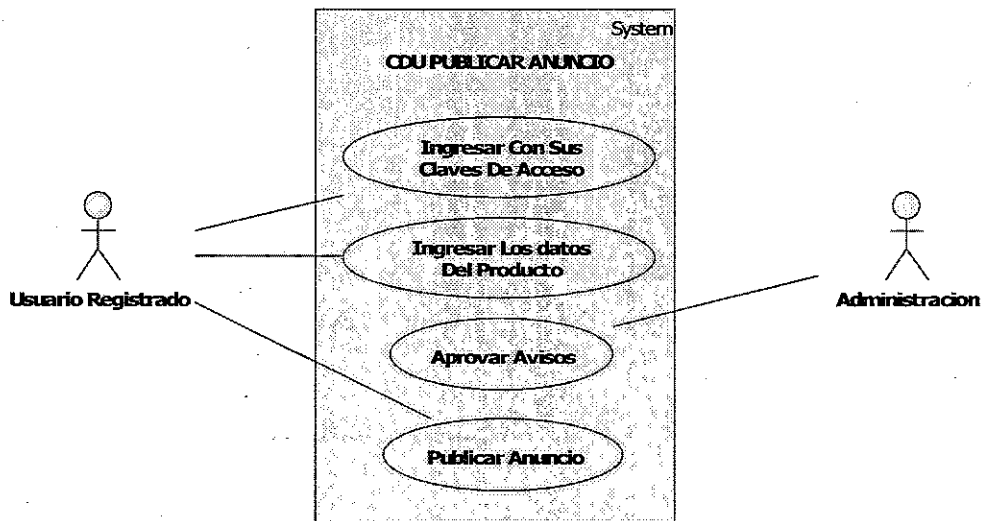 System
CDU PUBLICAR ANUNCIO
Ingresar Con Sus
Claves De Acceso
Ingresar Los datos
Del Producto
Usuario Registrado
Administracion
Aprovar Avisos
Publicar Anuncio